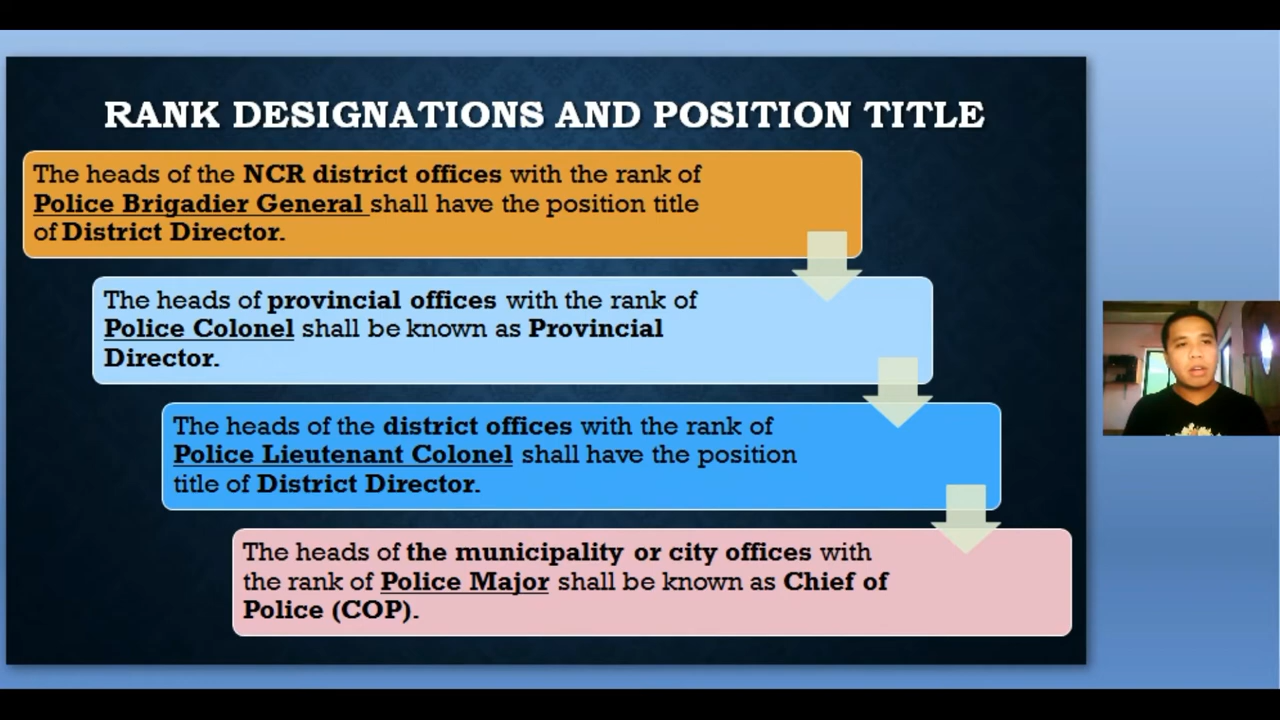 RANK DESIGNATIONS AND POSITION TITLE
The heads of the NCR district offices with the rank of
Police Brigadier General shall have the position title
of District Director.
The heads of provincial offices with the rank of
Police Colonel shall be known as Provincial
Director.
The heads of the district offices with the rank of
Police Lieutenant Colonel shall have the position
title of District Director.
The heads of the municipality or city offices with
the rank of Police Major shall be known as Chief of
Police (COP).